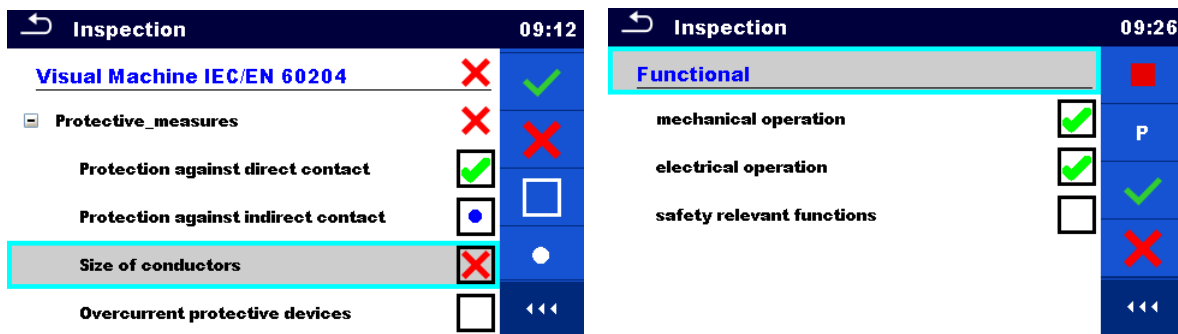 Inspection 09:12
Visual Machine IEC/EN 60204
Protective_measures
Protection against direct contact
Protection against indirect contact
Size of conductors
Overcurrent protective devices
Inspection 09:26
Functional
P
mechanical operation
electrical operation
safety relevant functions